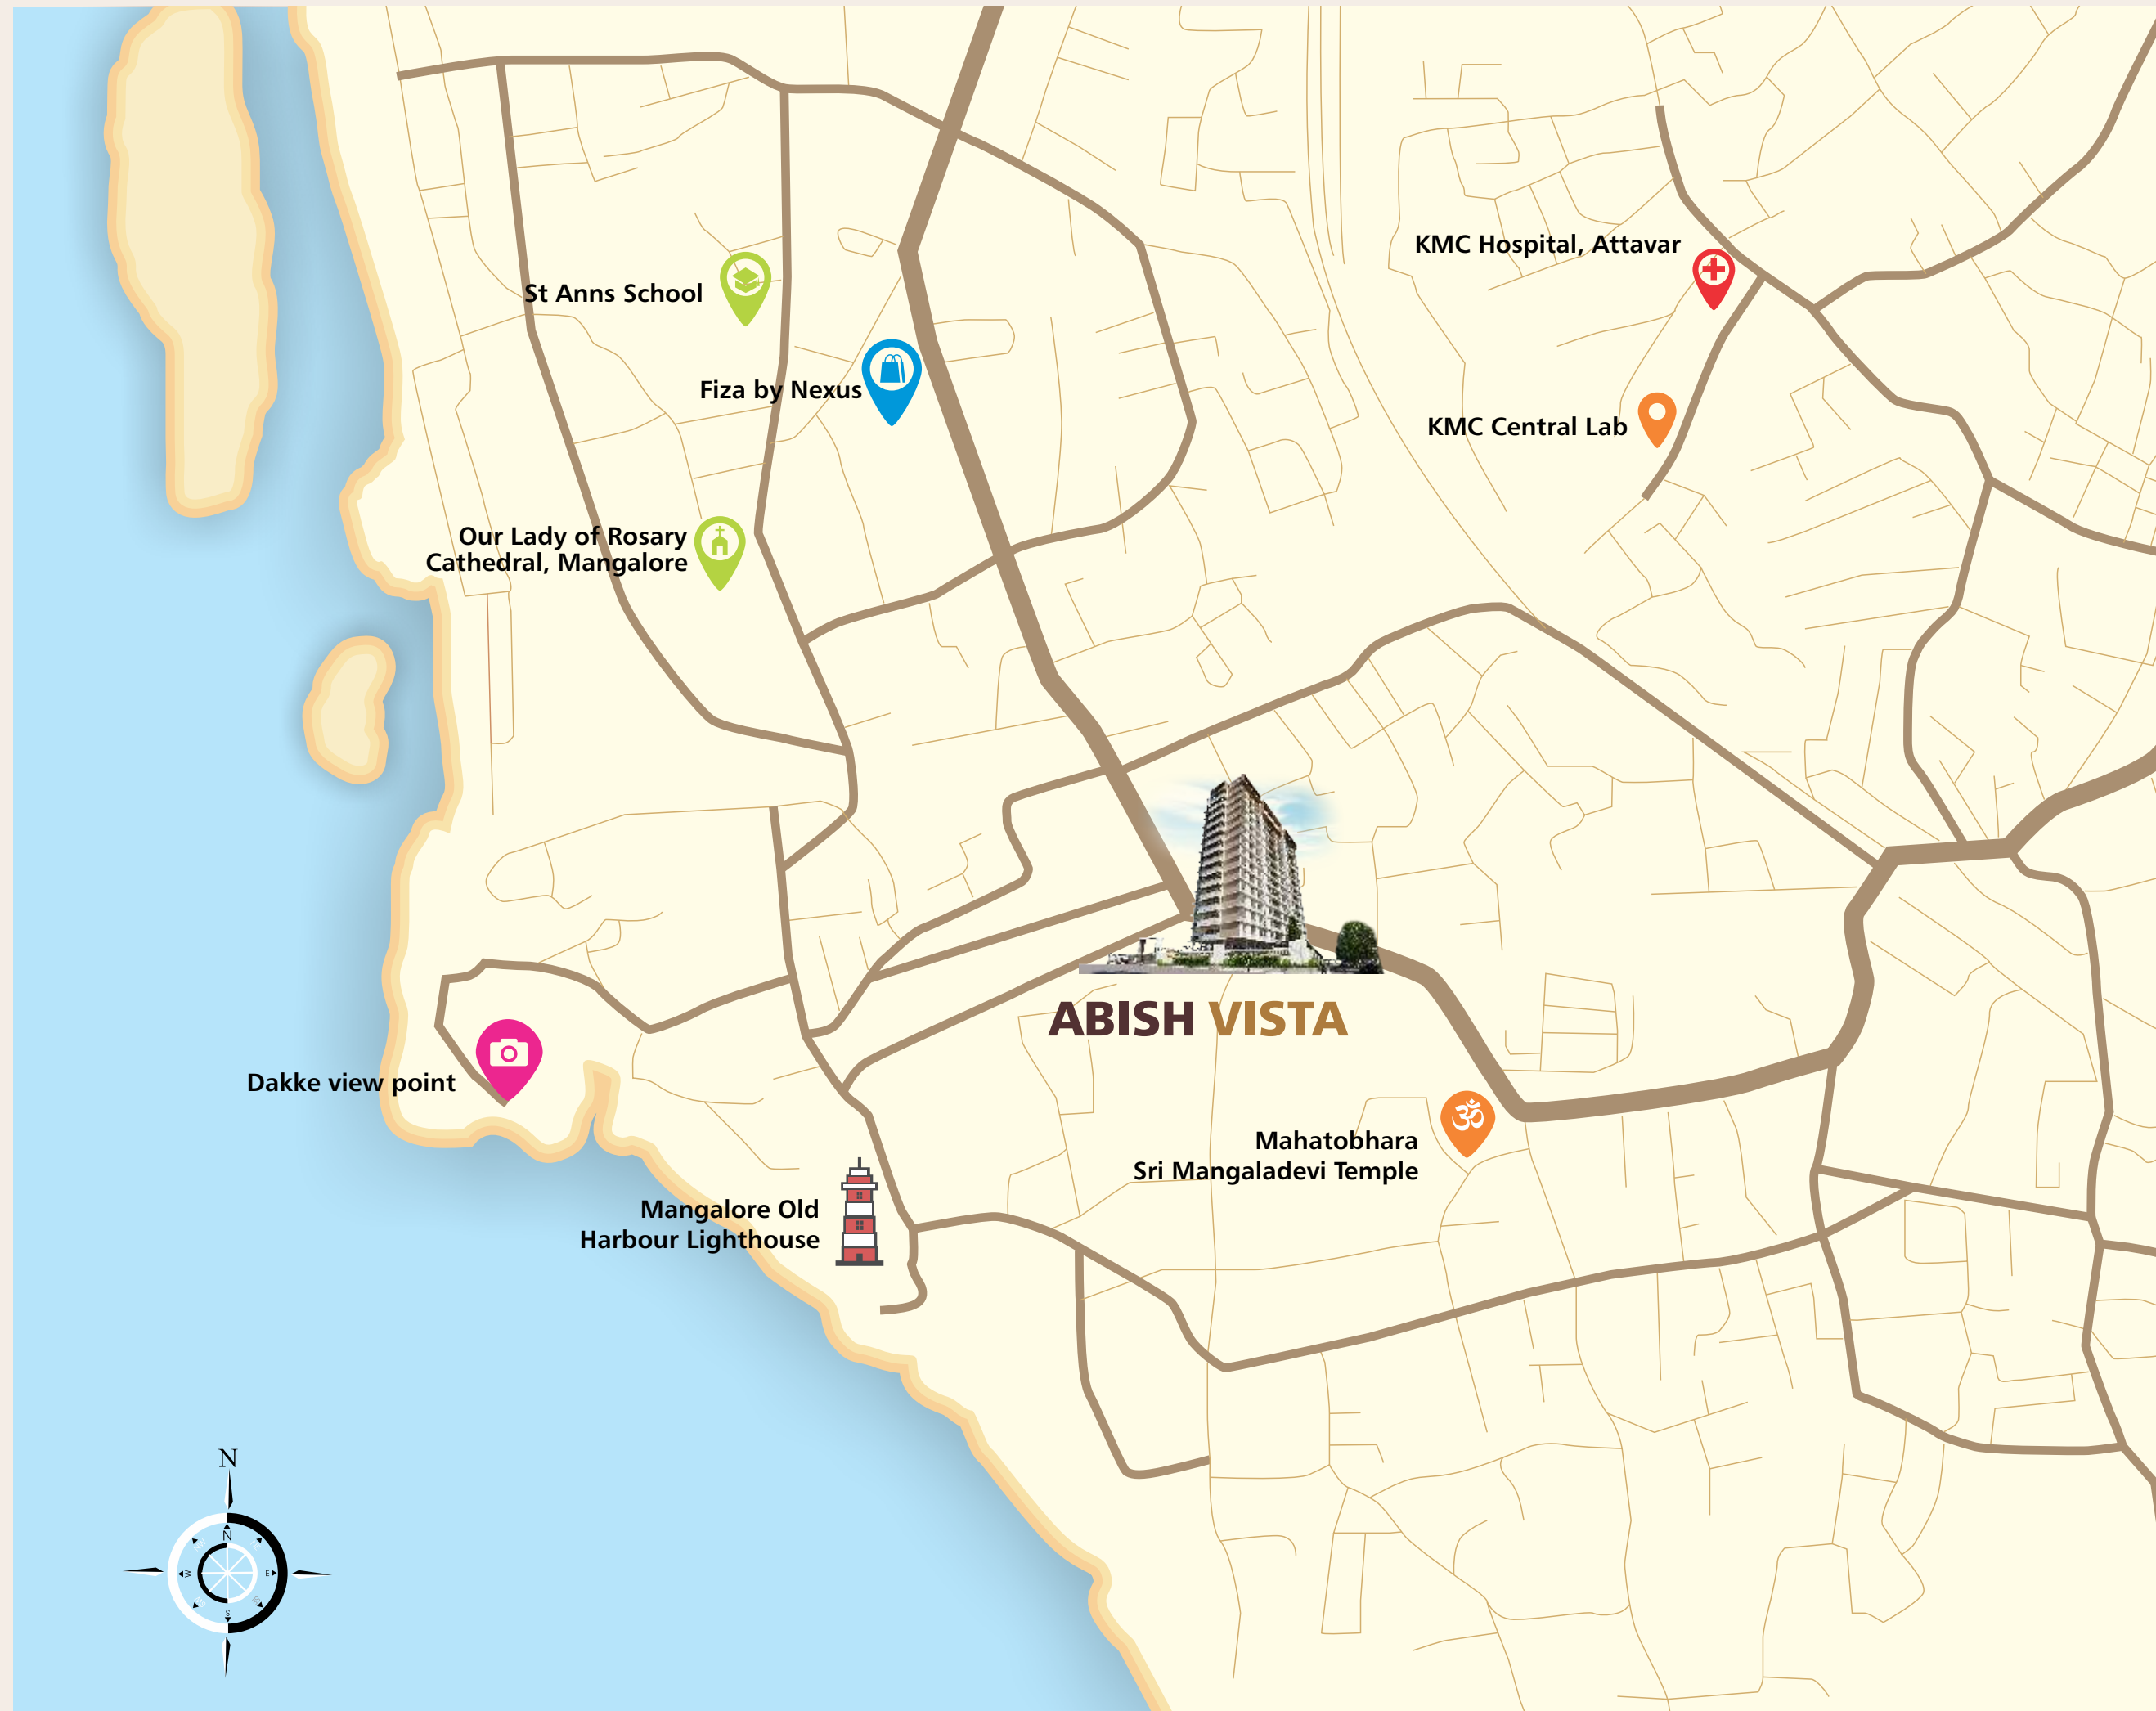 KMC Hospital, Attavar
St Anns School
Fiza by Nexus
KMC Central Lab
Our Lady of Rosary
Cathedral, Mangalore
ABISH VISTA
Dakke view point
ॐ
Mahatobhara
Sri Mangaladevi Temple
Mangalore Old
Harbour Lighthouse
N
N
W
E
S